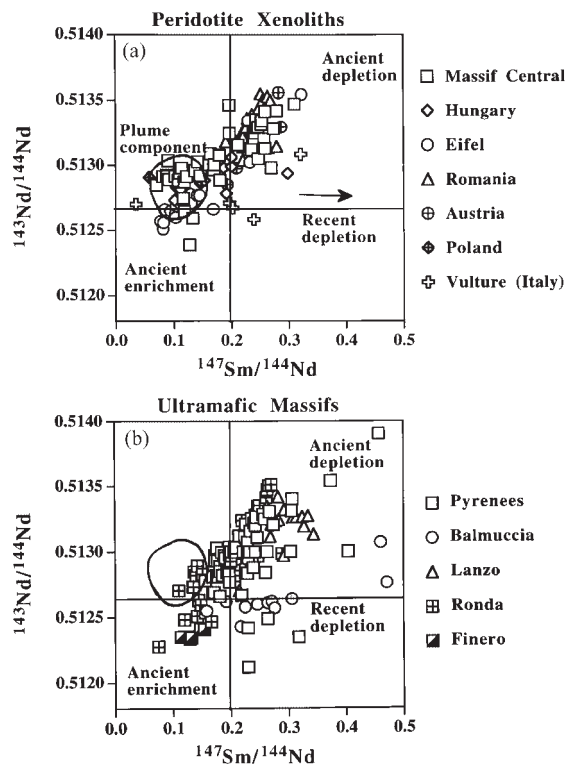 Peridotite Xenoliths
(a)
0.5140
0.5135
0.5130
0.5125
0.5120
143Nd/144Nd
Ancient
depletion
Plume
component
Recent
depletion
Ancient
enrichment
0.0 0.1 0.2 0.3 0.4 0.5
147Sm/144Nd
Massif Central
Hungary
Eifel
Romania
Austria
Poland
Vulture (Italy)
Ultramafic Massifs
(b)
0.5140
0.5135
0.5130
0.5125
0.5120
143Nd/144Nd
Ancient
depletion
Recent
depletion
Ancient
enrichment
0.0 0.1 0.2 0.3 0.4 0.5
147Sm/144Nd
Pyrenees
Balmuccia
Lanzo
Ronda
Finero